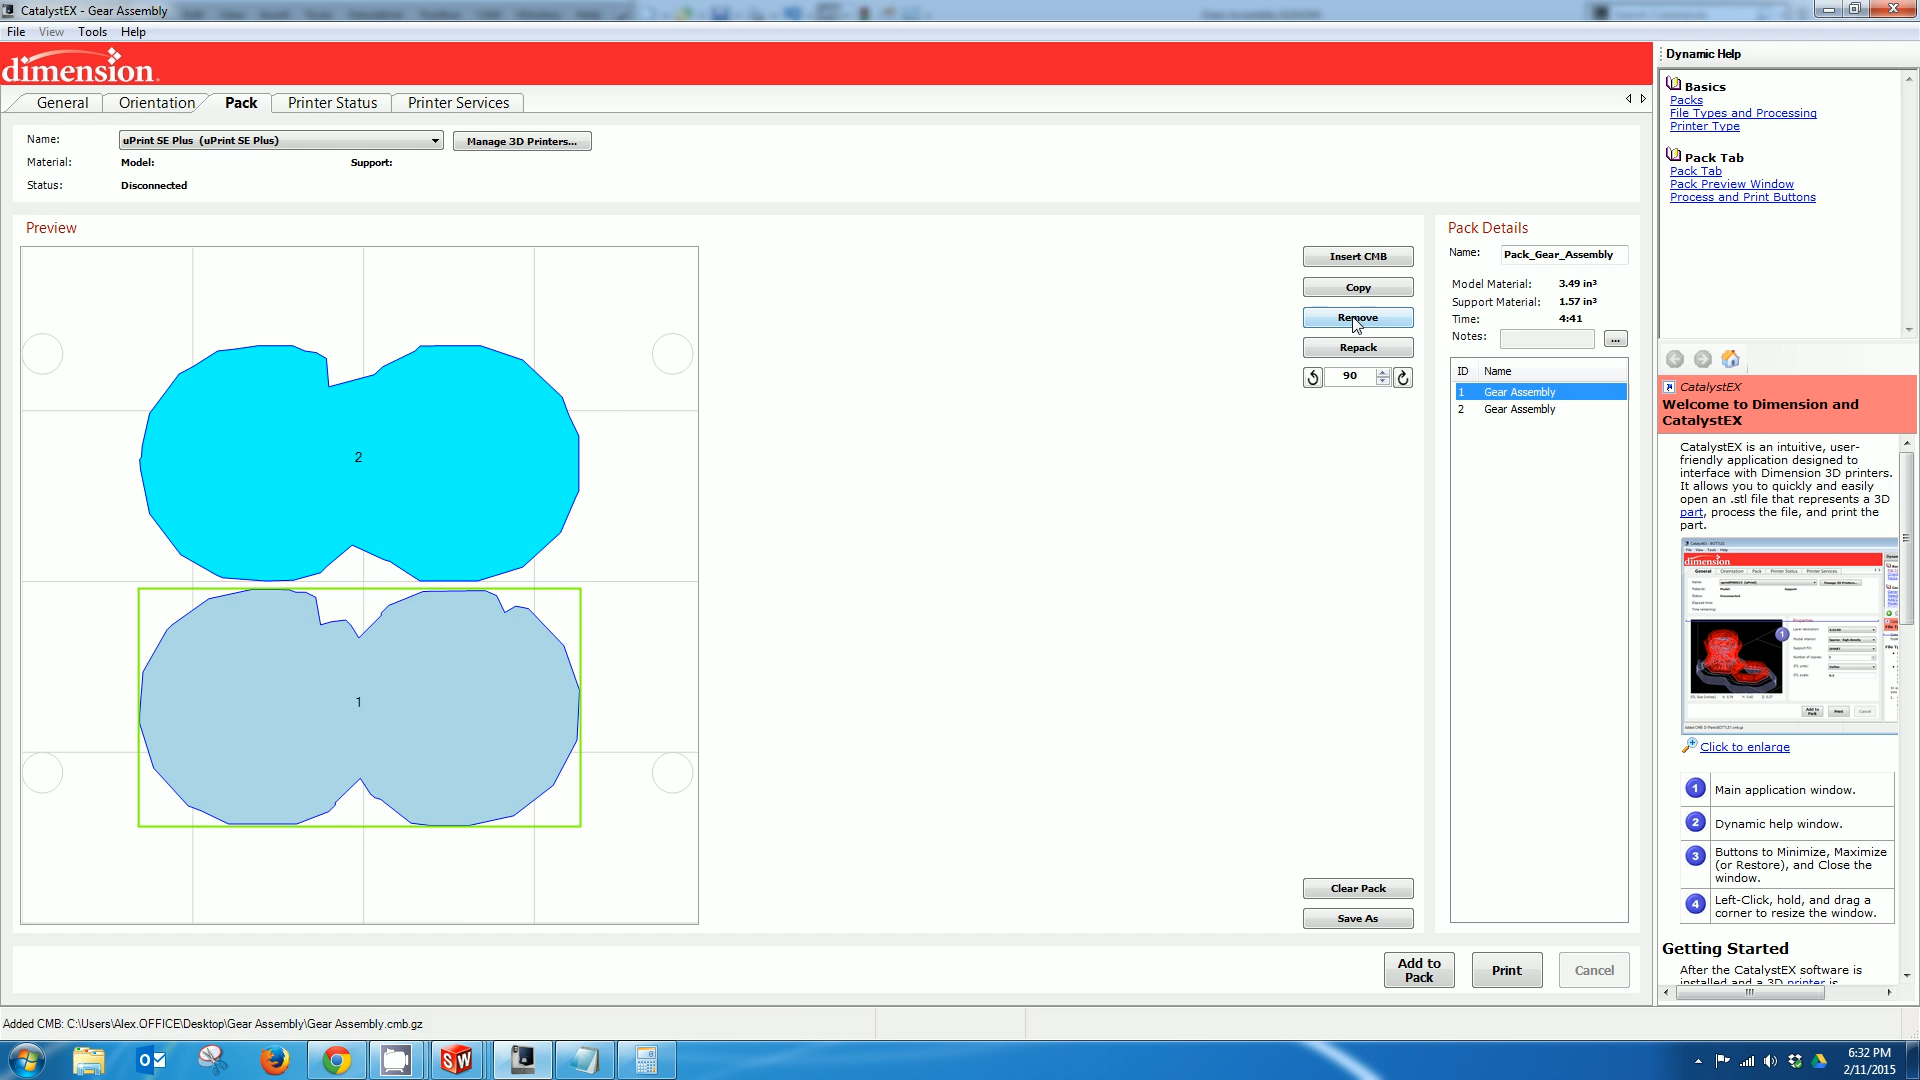 CatalystEX - Gear Assembly
File View Tools Help
dimension
General Orientation Pack Printer Status Printer Services
Name: uPrint SE Plus (uPrint SE Plus) Manage 3D Printers...
Material: Model: Support:
Status: Disconnected
Preview
2
1
Insert CMB
Copy
Remove
Repack
90
Clear Pack
Save As
Pack Details
Name: Pack_Gear_Assembly
Model Material: 3.49 in³
Support Material: 1.57 in³
Time: 4:41
Notes: ...
ID Name
1 Gear Assembly
2 Gear Assembly
Add to Pack
Print
Cancel
Added CMB: C:\Users\Alex.OFFICE\Desktop\Gear Assembly\Gear Assembly.cmb.gz
Dynamic Help
Basics
Packs
File Types and Processing
Printer Type
Pack Tab
Pack Tab
Pack Preview Window
Process and Print Buttons
CatalystEX
Welcome to Dimension and
CatalystEX
CatalystEX is an intuitive, user-
friendly application designed to
interface with Dimension 3D printers.
It allows you to quickly and easily
open an .stl file that represents a 3D
part, process the file, and print the
part.
Click to enlarge
1 Main application window.
2 Dynamic help window.
3 Buttons to Minimize, Maximize
(or Restore), and Close the
window.
4 Left-Click, hold, and drag a
corner to resize the window.
Getting Started
After the CatalystEX software is
installed and a 3D printer is
6:32 PM
2/11/2015